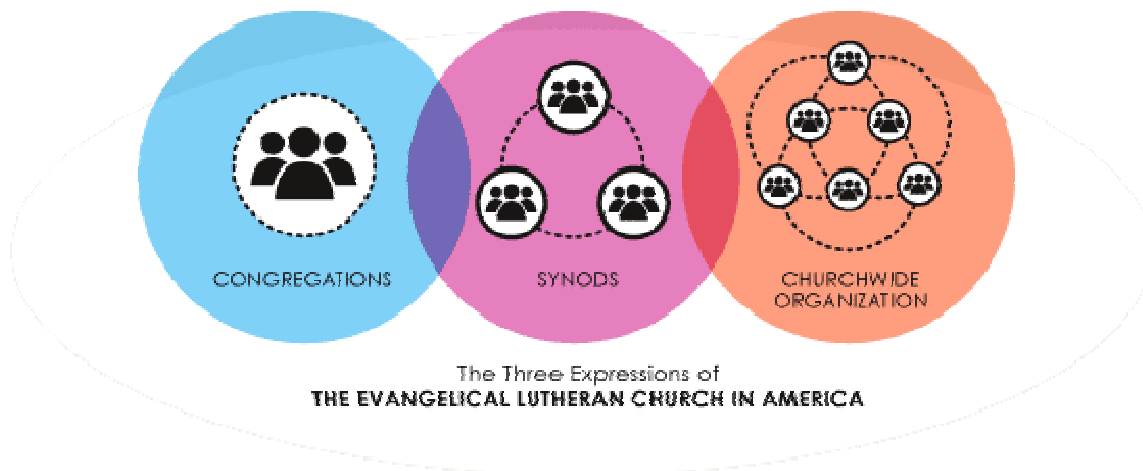 CONGREGATIONS
SYNODS
CHURCHWIDE
ORGANIZATION
The Three Expressions of
THE EVANGELICAL LUTHERAN CHURCH IN AMERICA